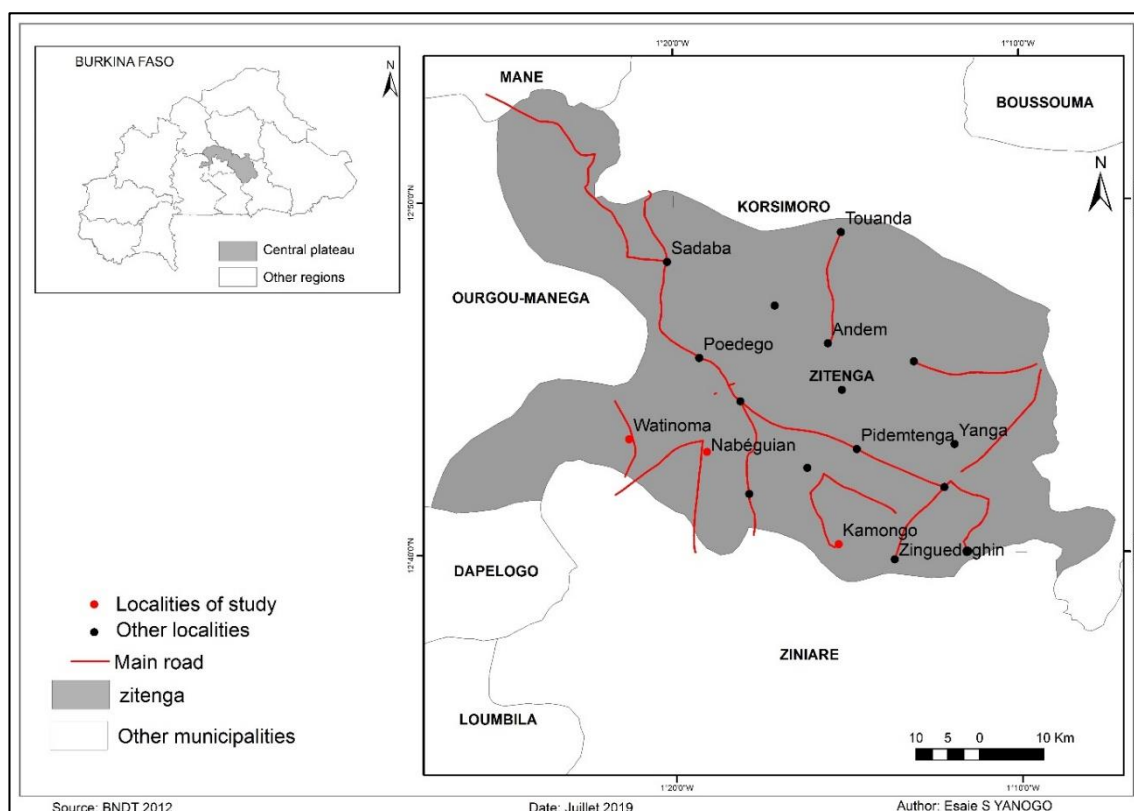 BURKINA FASO
N
Central plateau
Other regions
1°20'0"W
1°10'0"W
MANE
BOUSSOUMA
N
12°50'0"N
KORSIMORO
Touanda
Sadaba
OURGOU-MANEGA
Andem
Poedego
ZITENGA
Watinoma
Pidemtenga
Yanga
Nabéguian
Kamongo
Zinguedeghin
12°40'0"N
DAPELOGO
Localities of study
Other localities
Main road
zitenga
Other municipalities
ZINIARE
LOUMBILA
10 5 0 10 Km
1°20'0"W
1°10'0"W
Source: BNDT 2012
Date: Juillet 2019
Author: Esaie S YANOGO